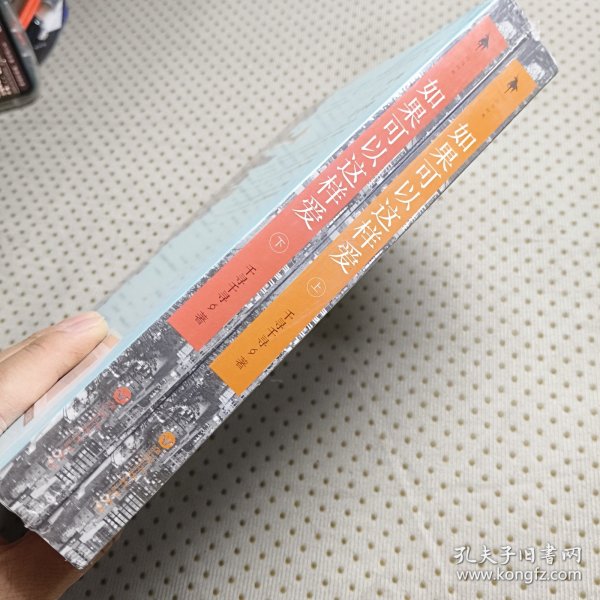 如果可以这样爱
下
千寻千寻 著
如果可以这样爱
上
千寻千寻 著
孔夫子旧书网
www.kongfz.com